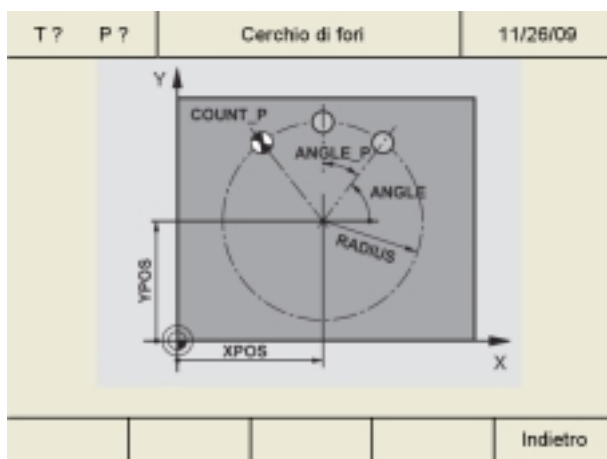 T ? P ? Cerchio di fori 11/26/09
Y
COUNT_P
ANGLE_P
ANGLE
RADIUS
YPOS
XPOS
X
Indietro